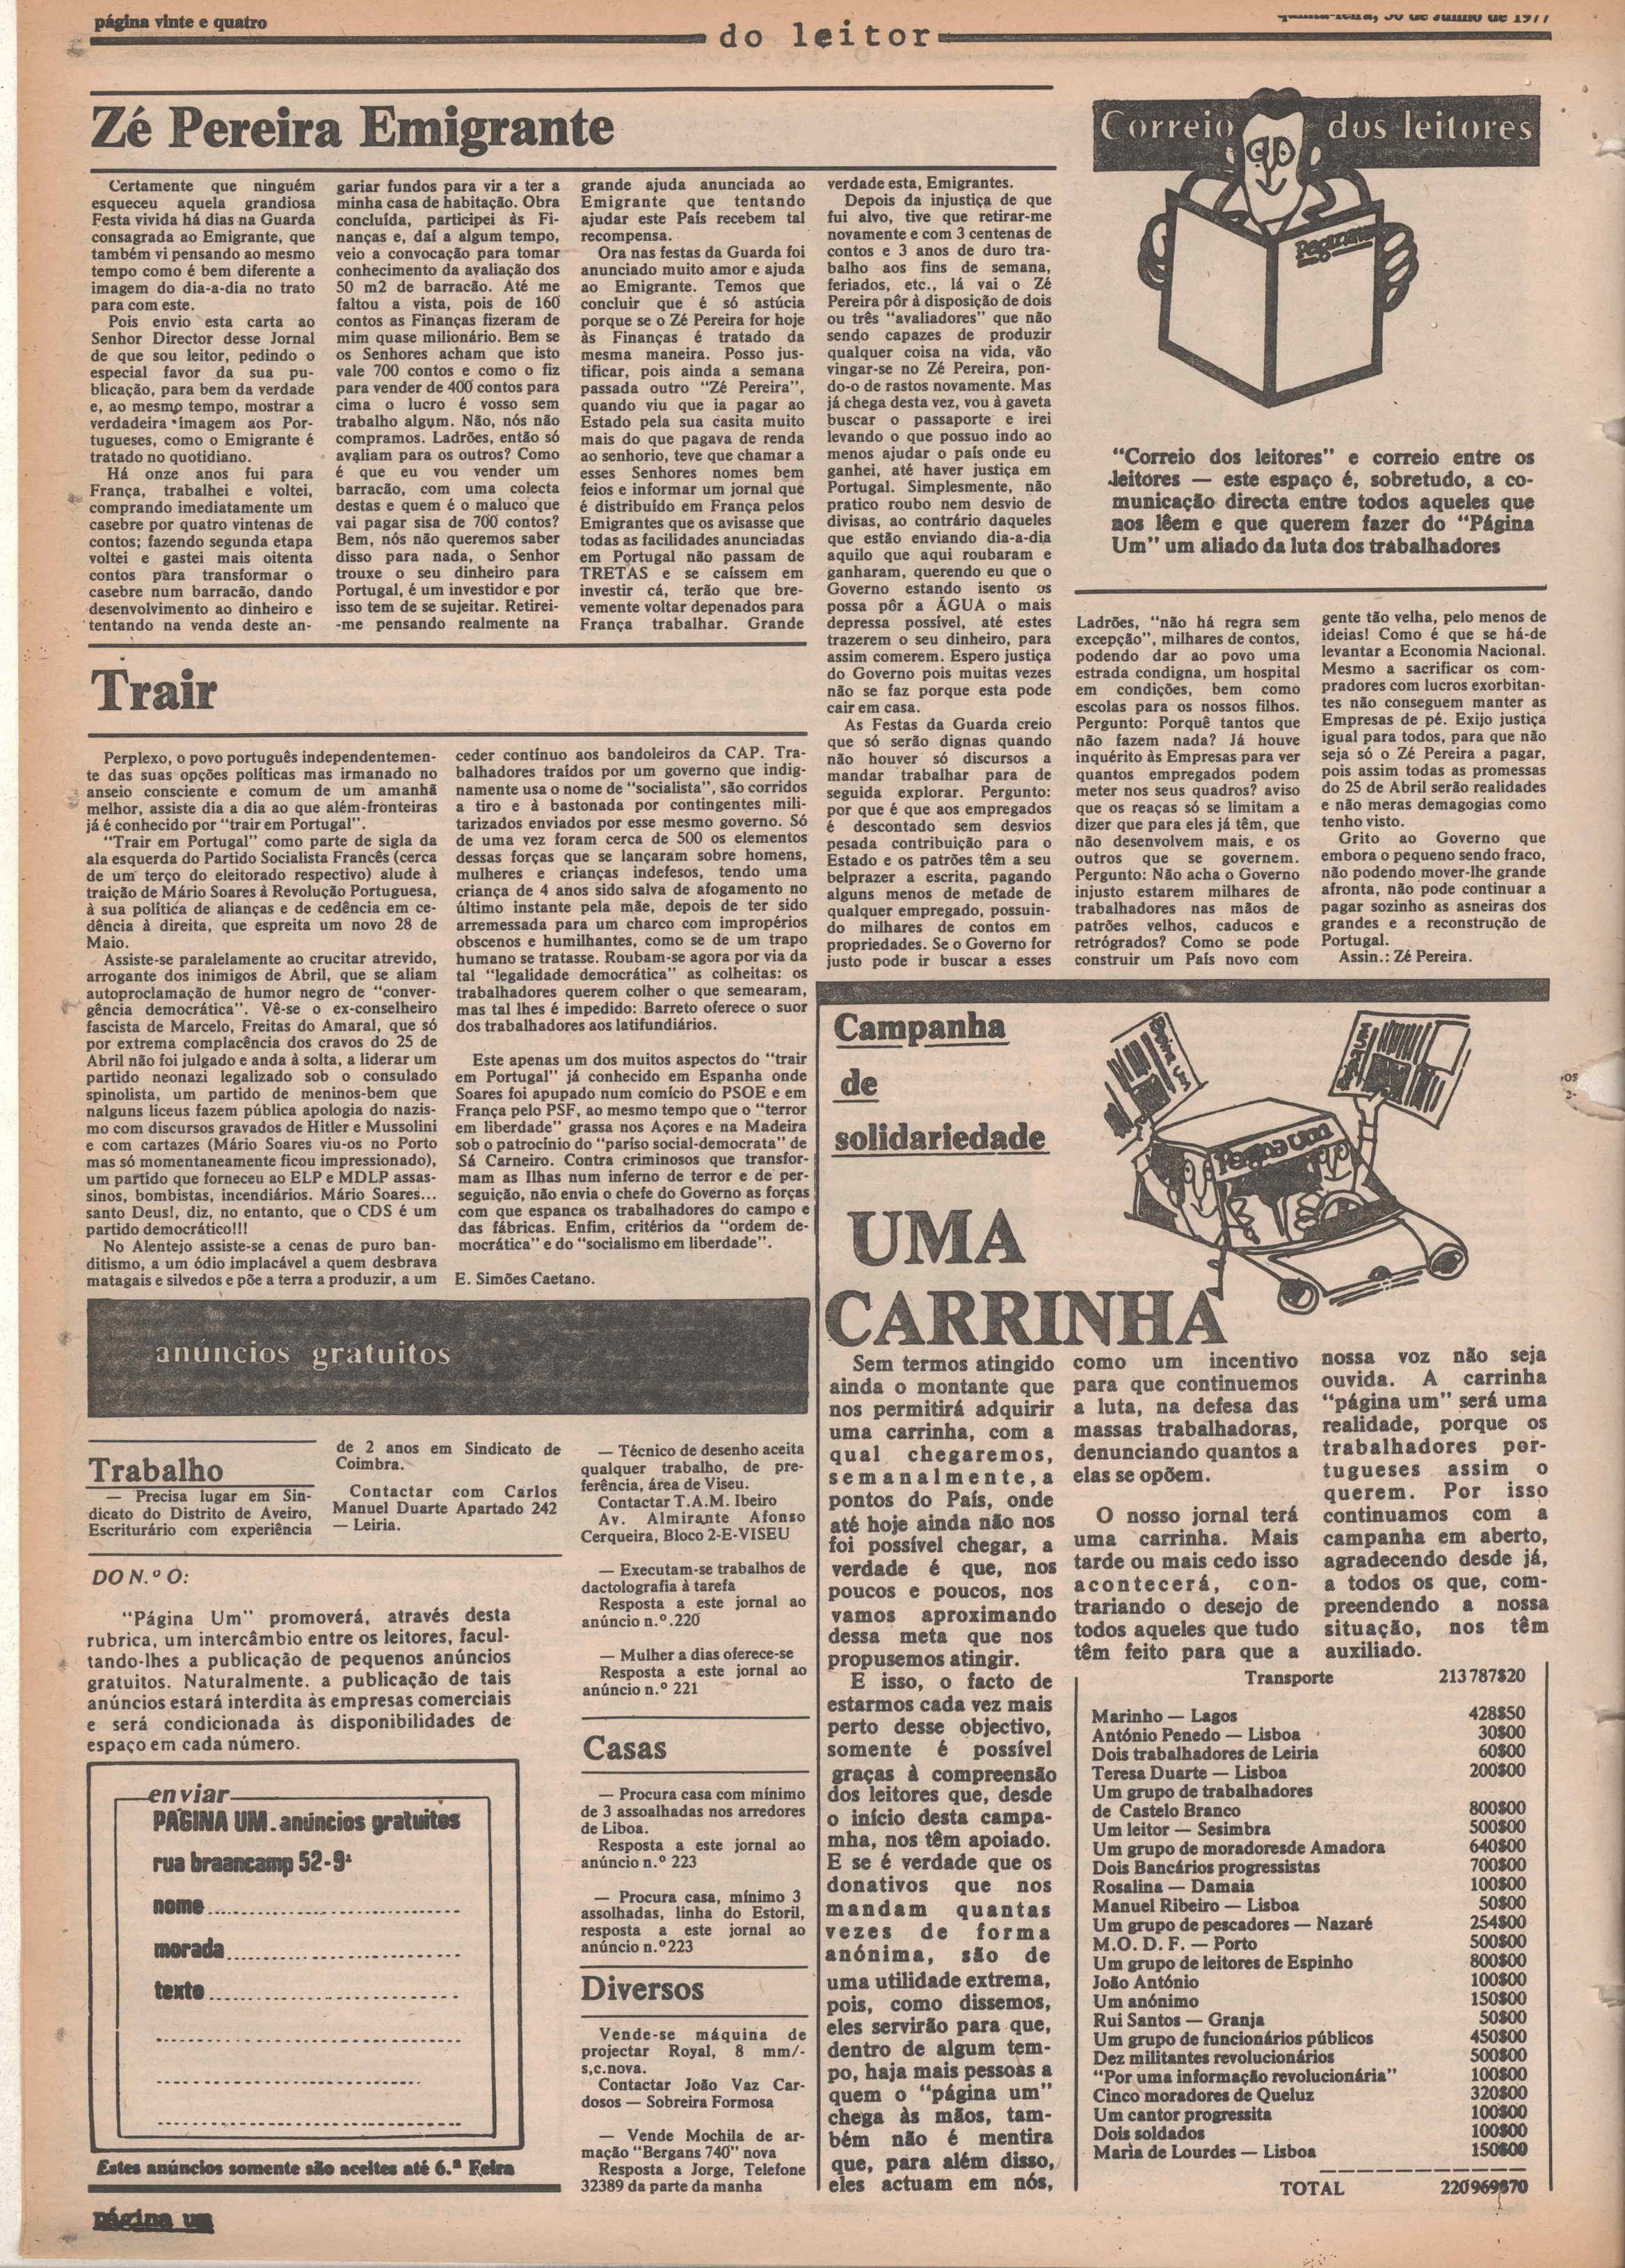 página vinte e quatro
do leitor
Zé Pereira Emigrante
Certamente que ninguém
esqueceu aquela grandiosa
Festa vivida há dias na Guarda
consagrada ao Emigrante, que
também vi pensando ao mesmo
tempo como é bem diferente a
imagem do dia-a-dia no trato
para com este.
Pois envio esta carta ao
Senhor Director desse Jornal
de que sou leitor, pedindo o
especial favor da sua pu-
blicação, para bem da verdade
e, ao mesmo tempo, mostrar a
verdadeira imagem aos Por-
tugueses, como o Emigrante é
tratado no quotidiano.
Há onze anos fui para
França, trabalhei e voltei,
comprando imediatamente um
casebre por quatro vintenas de
contos; fazendo segunda etapa
voltei e gastei mais oitenta
contos para transformar o
casebre num barracão, dando
desenvolvimento ao dinheiro e
tentando na venda deste an-
gariar fundos para vir a ter a
minha casa de habitação. Obra
concluída, participei às Fi-
nanças e, daí a algum tempo,
veio a convocação para tomar
conhecimento da avaliação dos
50 m2 de barracão. Até me
faltou a vista, pois de 160
contos as Finanças fizeram de
mim quase milionário. Bem se
os Senhores acham que isto
vale 700 contos e como o fiz
para vender de 400 contos para
cima o lucro é vosso sem
trabalho algum. Não, nós não
compramos. Ladrões, então só
avaliam para os outros? Como
é que eu vou vender um
barracão, com uma colecta
destas e quem é o maluco que
vai pagar sisa de 700 contos?
Bem, nós não queremos saber
disso para nada, o Senhor
trouxe o seu dinheiro para
Portugal, é um investidor e por
isso tem de se sujeitar. Retirei-
-me pensando realmente na
grande ajuda anunciada ao
Emigrante que tentando
ajudar este País recebem tal
recompensa.
Ora nas festas da Guarda foi
anunciado muito amor e ajuda
ao Emigrante. Temos que
concluir que é só astúcia
porque se o Zé Pereira for hoje
às Finanças é tratado da
mesma maneira. Posso jus-
tificar, pois ainda a semana
passada outro "Zé Pereira",
quando viu que ia pagar ao
Estado pela sua casita muito
mais do que pagava de renda
ao senhorio, teve que chamar a
esses Senhores nomes bem
feios e informar um jornal que
é distribuído em França pelos
Emigrantes que os avisasse que
todas as facilidades anunciadas
em Portugal não passam de
TRETAS e se caíssem em
investir cá, terão que bre-
vemente voltar depenados para
França trabalhar. Grande
verdade esta, Emigrantes.
Depois da injustiça de que
fui alvo, tive que retirar-me
novamente e com 3 centenas de
contos e 3 anos de duro tra-
balho aos fins de semana,
feriados, etc., lá vai o Zé
Pereira pôr à disposição de dois
ou três "avaliadores" que não
sendo capazes de produzir
qualquer coisa na vida, vão
vingar-se no Zé Pereira, pon-
do-o de rastos novamente. Mas
já chega desta vez, vou à gaveta
buscar o passaporte e irei
levando o que possuo indo ao
menos ajudar o país onde eu
ganhei, até haver justiça em
Portugal. Simplesmente, não
pratico roubo nem desvio de
divisas, ao contrário daqueles
que estão enviando dia-a-dia
aquilo que aqui roubaram e
ganharam, querendo eu que o
Governo estando isento os
possa pôr a ÁGUA o mais
depressa possível, até estes
trazerem o seu dinheiro, para
assim comerem. Espero justiça
do Governo pois muitas vezes
não se faz porque esta pode
cair em casa.
As Festas da Guarda creio
que só serão dignas quando
não houver só discursos a
mandar trabalhar para de
seguida explorar. Pergunto:
por que é que aos empregados
é descontado sem desvios
pesada contribuição para o
Estado e os patrões têm a seu
belprazer a escrita, pagando
alguns menos de metade de
qualquer empregado, possuin-
do milhares de contos em
propriedades. Se o Governo for
justo pode ir buscar a esses
Ladrões, "não há regra sem
excepção", milhares de contos,
podendo dar ao povo uma
estrada condigna, um hospital
em condições, bem como
escolas para os nossos filhos.
Pergunto: Porquê tantos que
não fazem nada? Já houve
inquérito às Empresas para ver
quantos empregados podem
meter nos seus quadros? aviso
que os reaças só se limitam a
dizer que para eles já têm, que
não desenvolvem mais, e os
outros que se governem.
Pergunto: Não acha o Governo
injusto estarem milhares de
trabalhadores nas mãos de
patrões velhos, caducos e
retrógrados? Como se pode
construir um País novo com
gente tão velha, pelo menos de
ideias! Como é que se há-de
levantar a Economia Nacional.
Mesmo a sacrificar os com-
pradores com lucros exorbitan-
tes não conseguem manter as
Empresas de pé. Exijo justiça
igual para todos, para que não
seja só o Zé Pereira a pagar,
pois assim todas as promessas
do 25 de Abril serão realidades
e não meras demagogias como
tenho visto.
Grito ao Governo que
embora o pequeno sendo fraco,
não podendo mover-lhe grande
afronta, não pode continuar a
pagar sozinho as asneiras dos
grandes e a reconstrução de
Portugal.
Assin.: Zé Pereira.
Correio dos leitores
"Correio dos leitores" e correio entre os
leitores — este espaço é, sobretudo, a co-
municação directa entre todos aqueles que
nos lêem e que querem fazer do "Página
Um" um aliado da luta dos trabalhadores
Trair
Perplexo, o povo português independentemen-
te das suas opções políticas mas irmanado no
anseio consciente e comum de um amanhã
melhor, assiste dia a dia ao que além-fronteiras
já é conhecido por "trair em Portugal".
"Trair em Portugal" como parte de sigla da
ala esquerda do Partido Socialista Francês (cerca
de um terço do eleitorado respectivo) alude à
traição de Mário Soares à Revolução Portuguesa,
à sua política de alianças e de cedência em ce-
dência à direita, que espreita um novo 28 de
Maio.
Assiste-se paralelamente ao crucitar atrevido,
arrogante dos inimigos de Abril, que se aliam
autoproclamação de humor negro de "conver-
gência democrática". Vê-se o ex-conselheiro
fascista de Marcelo, Freitas do Amaral, que só
por extrema complacência dos cravos do 25 de
Abril não foi julgado e anda à solta, a liderar um
partido neonazi legalizado sob o consulado
spinolista, um partido de meninos-bem que
nalguns liceus fazem pública apologia do nazis-
mo com discursos gravados de Hitler e Mussolini
e com cartazes (Mário Soares viu-os no Porto
mas só momentaneamente ficou impressionado),
um partido que forneceu ao ELP e MDLP assas-
sinos, bombistas, incendiários. Mário Soares...
santo Deus!, diz, no entanto, que o CDS é um
partido democrático!!!
No Alentejo assiste-se a cenas de puro ban-
ditismo, a um ódio implacável a quem desbrava
matagais e silvedos e põe a terra a produzir, a um
ceder contínuo aos bandoleiros da CAP. Tra-
balhadores traídos por um governo que indig-
namente usa o nome de "socialista", são corridos
a tiro e à bastonada por contingentes mili-
tarizados enviados por esse mesmo governo. Só
de uma vez foram cerca de 500 os elementos
dessas forças que se lançaram sobre homens,
mulheres e crianças indefesos, tendo uma
criança de 4 anos sido salva de afogamento no
último instante pela mãe, depois de ter sido
arremessada para um charco com impropérios
obscenos e humilhantes, como se de um trapo
humano se tratasse. Roubam-se agora por via da
tal "legalidade democrática" as colheitas: os
trabalhadores querem colher o que semearam,
mas tal lhes é impedido: Barreto oferece o suor
dos trabalhadores aos latifundiários.
Este apenas um dos muitos aspectos do "trair
em Portugal" já conhecido em Espanha onde
Soares foi apupado num comício do PSOE e em
França pelo PSF, ao mesmo tempo que o "terror
em liberdade" grassa nos Açores e na Madeira
sob o patrocínio do "paríso social-democrata" de
Sá Carneiro. Contra criminosos que transfor-
mam as Ilhas num inferno de terror e de per-
seguição, não envia o chefe do Governo as forças
com que espanca os trabalhadores do campo e
das fábricas. Enfim, critérios da "ordem de-
mocrática" e do "socialismo em liberdade".
E. Simões Caetano.
anúncios gratuitos
Trabalho
— Precisa lugar em Sin-
dicato do Distrito de Aveiro,
Escriturário com experiência
de 2 anos em Sindicato de
Coimbra.
Contactar com Carlos
Manuel Duarte Apartado 242
— Leiria.
DO N.º O:
"Página Um" promoverá, através desta
rubrica, um intercâmbio entre os leitores, facul-
tando-lhes a publicação de pequenos anúncios
gratuitos. Naturalmente. a publicação de tais
anúncios estará interdita às empresas comerciais
e será condicionada às disponibilidades de
espaço em cada número.
enviar
PÁGINA UM. anúncios gratuitos
rua braancamp 52-9º
nome
morada
texto
Estes anúncios somente são aceites até 6.ª Feira
página um
— Técnico de desenho aceita
qualquer trabalho, de pre-
ferência, área de Viseu.
Contactar T.A.M. Ibeiro
Av. Almirante Afonso
Cerqueira, Bloco 2-E-VISEU
— Executam-se trabalhos de
dactolografia à tarefa
Resposta a este jornal ao
anúncio n.º.220
— Mulher a dias oferece-se
Resposta a este jornal ao
anúncio n.º 221
Casas
— Procura casa com mínimo
de 3 assoalhadas nos arredores
de Liboa.
Resposta a este jornal ao
anúncio n.º 223
— Procura casa, mínimo 3
assolhadas, linha do Estoril,
resposta a este jornal ao
anúncio n.º223
Diversos
Vende-se máquina de
projectar Royal, 8 mm/-
s,c.nova.
Contactar João Vaz Car-
dosos — Sobreira Formosa
— Vende Mochila de ar-
mação "Bergans 740" nova
Resposta a Jorge, Telefone
32389 da parte da manha
Campanha
de
solidariedade
Página um
UMA
CARRINHA
Sem termos atingido
ainda o montante que
nos permitirá adquirir
uma carrinha, com a
qual chegaremos,
semanalmente, a
pontos do País, onde
até hoje ainda não nos
foi possível chegar, a
verdade é que, nos
poucos e poucos, nos
vamos aproximando
dessa meta que nos
propusemos atingir.
E isso, o facto de
estarmos cada vez mais
perto desse objectivo,
somente é possível
graças à compreensão
dos leitores que, desde
o início desta campa-
mha, nos têm apoiado.
E se é verdade que os
donativos que nos
mandam quantas
vezes de forma
anónima, são de
uma utilidade extrema,
pois, como dissemos,
eles servirão para que,
dentro de algum tem-
po, haja mais pessoas a
quem o "página um"
chega às mãos, tam-
bém não é mentira
que, para além disso,
eles actuam em nós,
como um incentivo
para que continuemos
a luta, na defesa das
massas trabalhadoras,
denunciando quantos a
elas se opõem.
O nosso jornal terá
uma carrinha. Mais
tarde ou mais cedo isso
acontecerá, con-
trariando o desejo de
todos aqueles que tudo
têm feito para que a
nossa voz não seja
ouvida. A carrinha
"página um" será uma
realidade, porque os
trabalhadores por-
tugueses assim o
querem. Por isso
continuamos com a
campanha em aberto,
agradecendo desde já,
a todos os que, com-
preendendo a nossa
situação, nos têm
auxiliado.
Transporte 213 787$20
Marinho — Lagos 428$50
António Penedo — Lisboa 30$00
Dois trabalhadores de Leiria 60$00
Teresa Duarte — Lisboa 200$00
Um grupo de trabalhadores
de Castelo Branco 800$00
Um leitor — Sesimbra 500$00
Um grupo de moradoresde Amadora 640$00
Dois Bancários progressistas 700$00
Rosalina — Damaia 100$00
Manuel Ribeiro — Lisboa 50$00
Um grupo de pescadores — Nazaré 254$00
M.O.D.F. — Porto 500$00
Um grupo de leitores de Espinho 800$00
João António 100$00
Um anónimo 150$00
Rui Santos — Granja 50$00
Um grupo de funcionários públicos 450$00
Dez militantes revolucionários 500$00
"Por uma informação revolucionária" 100$00
Cinco moradores de Queluz 320$00
Um cantor progressita 100$00
Dois soldados 100$00
Maria de Lourdes — Lisboa 150$00
TOTAL 220 969$70